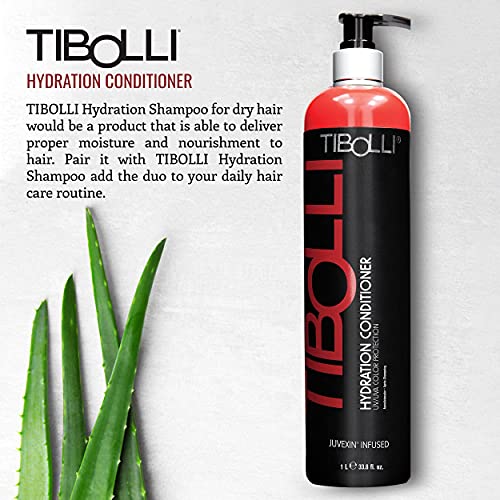 TIBOLLI
HYDRATION CONDITIONER
TIBOLLI Hydration Shampoo for dry hair
would be a product that is able to deliver
proper moisture and nourishment to
hair. Pair it with TIBOLLI Hydration
Shampoo add the duo to your daily hair
care routine.
TIBOLLI®
TIBOLLI
HYDRATION CONDITIONER
UV/UVA COLOR PROTECTION
JUVEXIN® INFUSED
1 L ℮ 33.8 fl. oz.